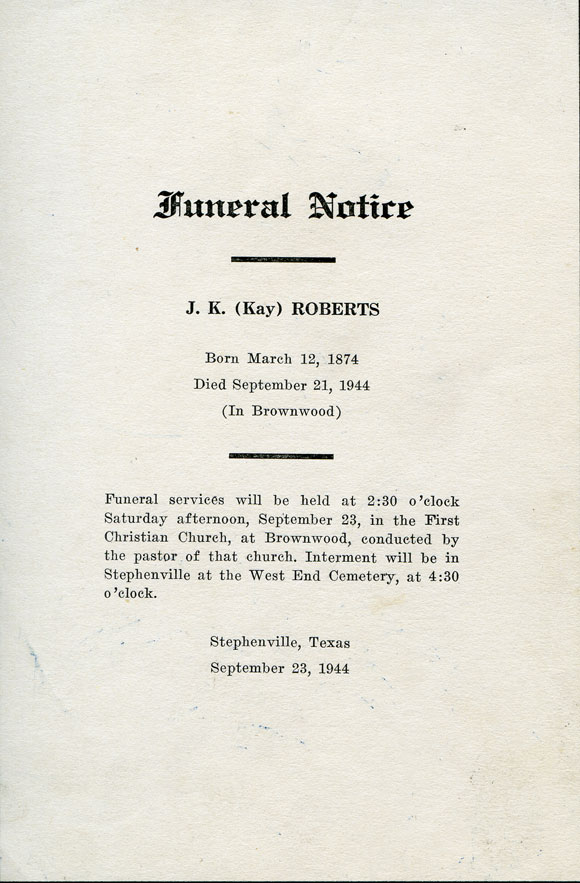 Funeral Notice
J. K. (Kay) ROBERTS
Born March 12, 1874
Died September 21, 1944
(In Brownwood)
Funeral services will be held at 2:30 o'clock
Saturday afternoon, September 23, in the First
Christian Church, at Brownwood, conducted by
the pastor of that church. Interment will be in
Stephenville at the West End Cemetery, at 4:30
o'clock.
Stephenville, Texas
September 23, 1944